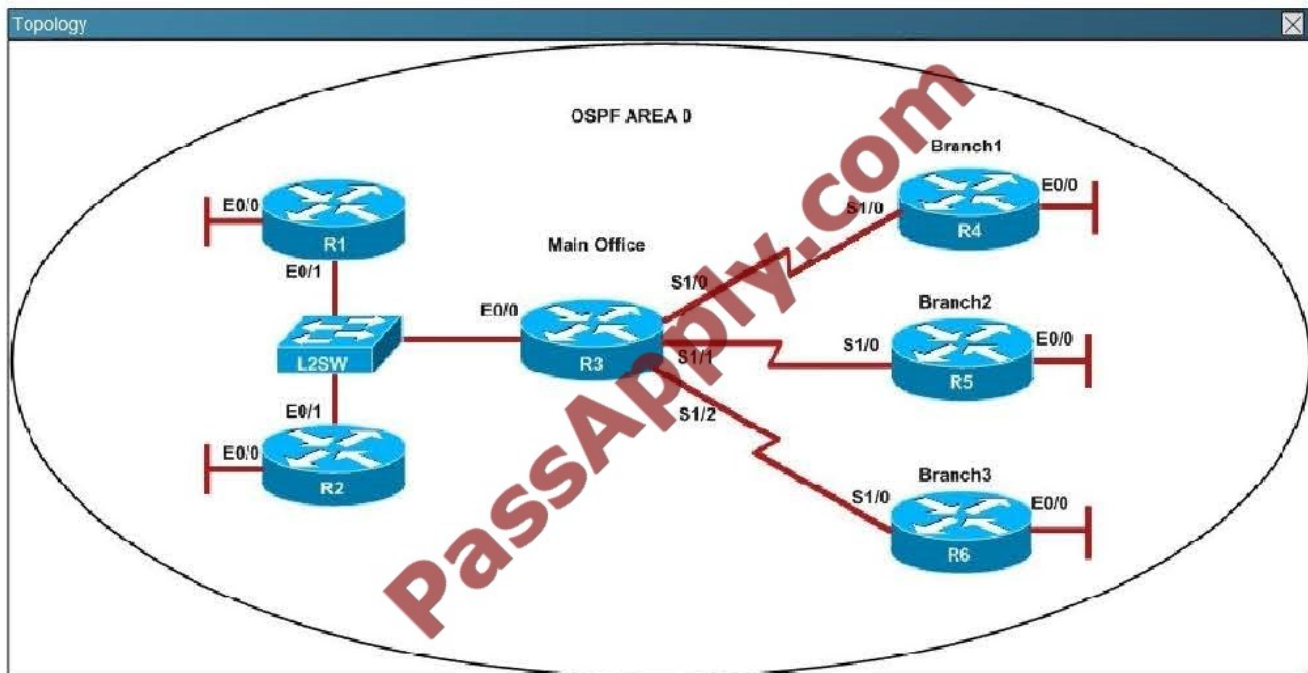 Topology
OSPF AREA 0
Branch1
E0/0
E0/0
S1/0
R1
R4
Main Office
E0/1
S1/0
E0/0
Branch2
S1/0
E0/0
L2SW
R3
S1/1
R5
E0/1
S1/2
E0/0
Branch3
S1/0
E0/0
R2
R6
PassApply.com